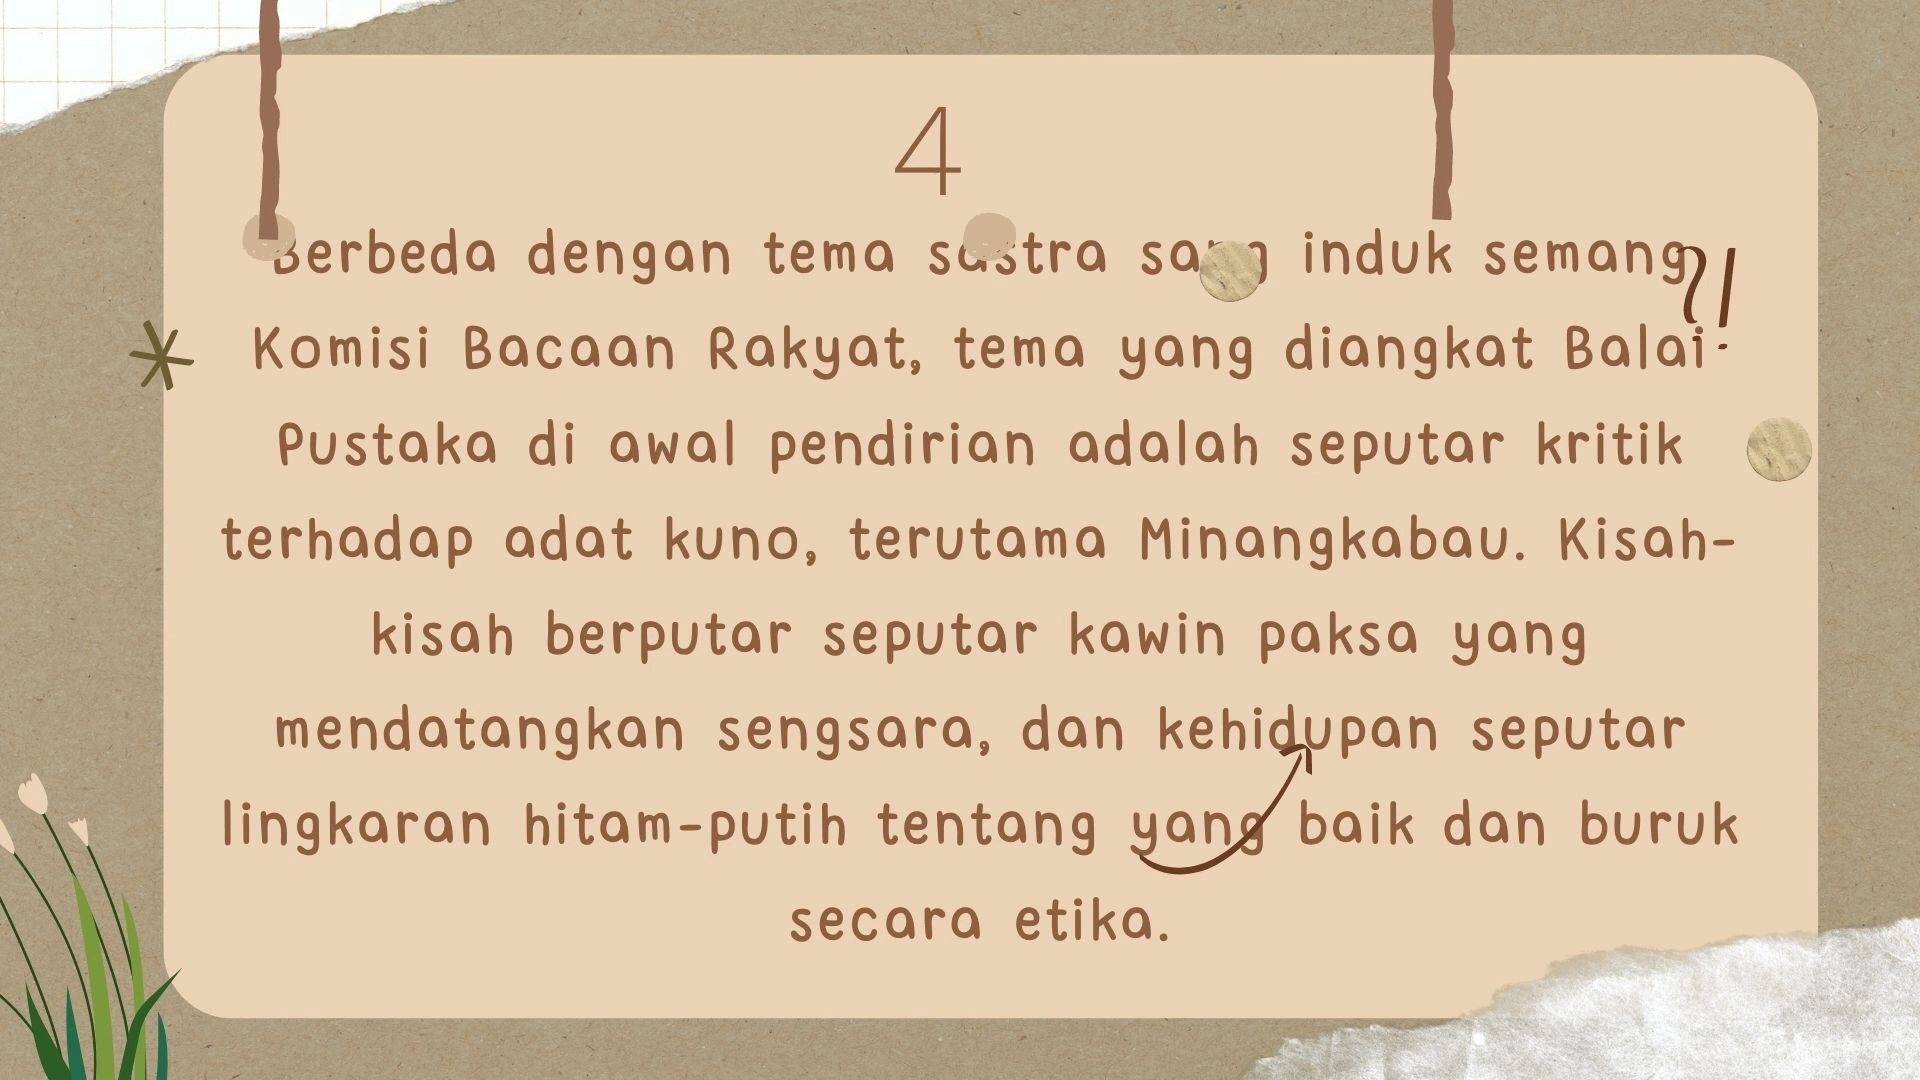 4
Berbeda dengan tema sastra sang induk semang
?!
Komisi Bacaan Rakyat, tema yang diangkat Balai
Pustaka di awal pendirian adalah seputar kritik
terhadap adat kuno, terutama Minangkabau. Kisah-
kisah berputar seputar kawin paksa yang
mendatangkan sengsara, dan kehidupan seputar
lingkaran hitam-putih tentang yang baik dan buruk
secara etika.